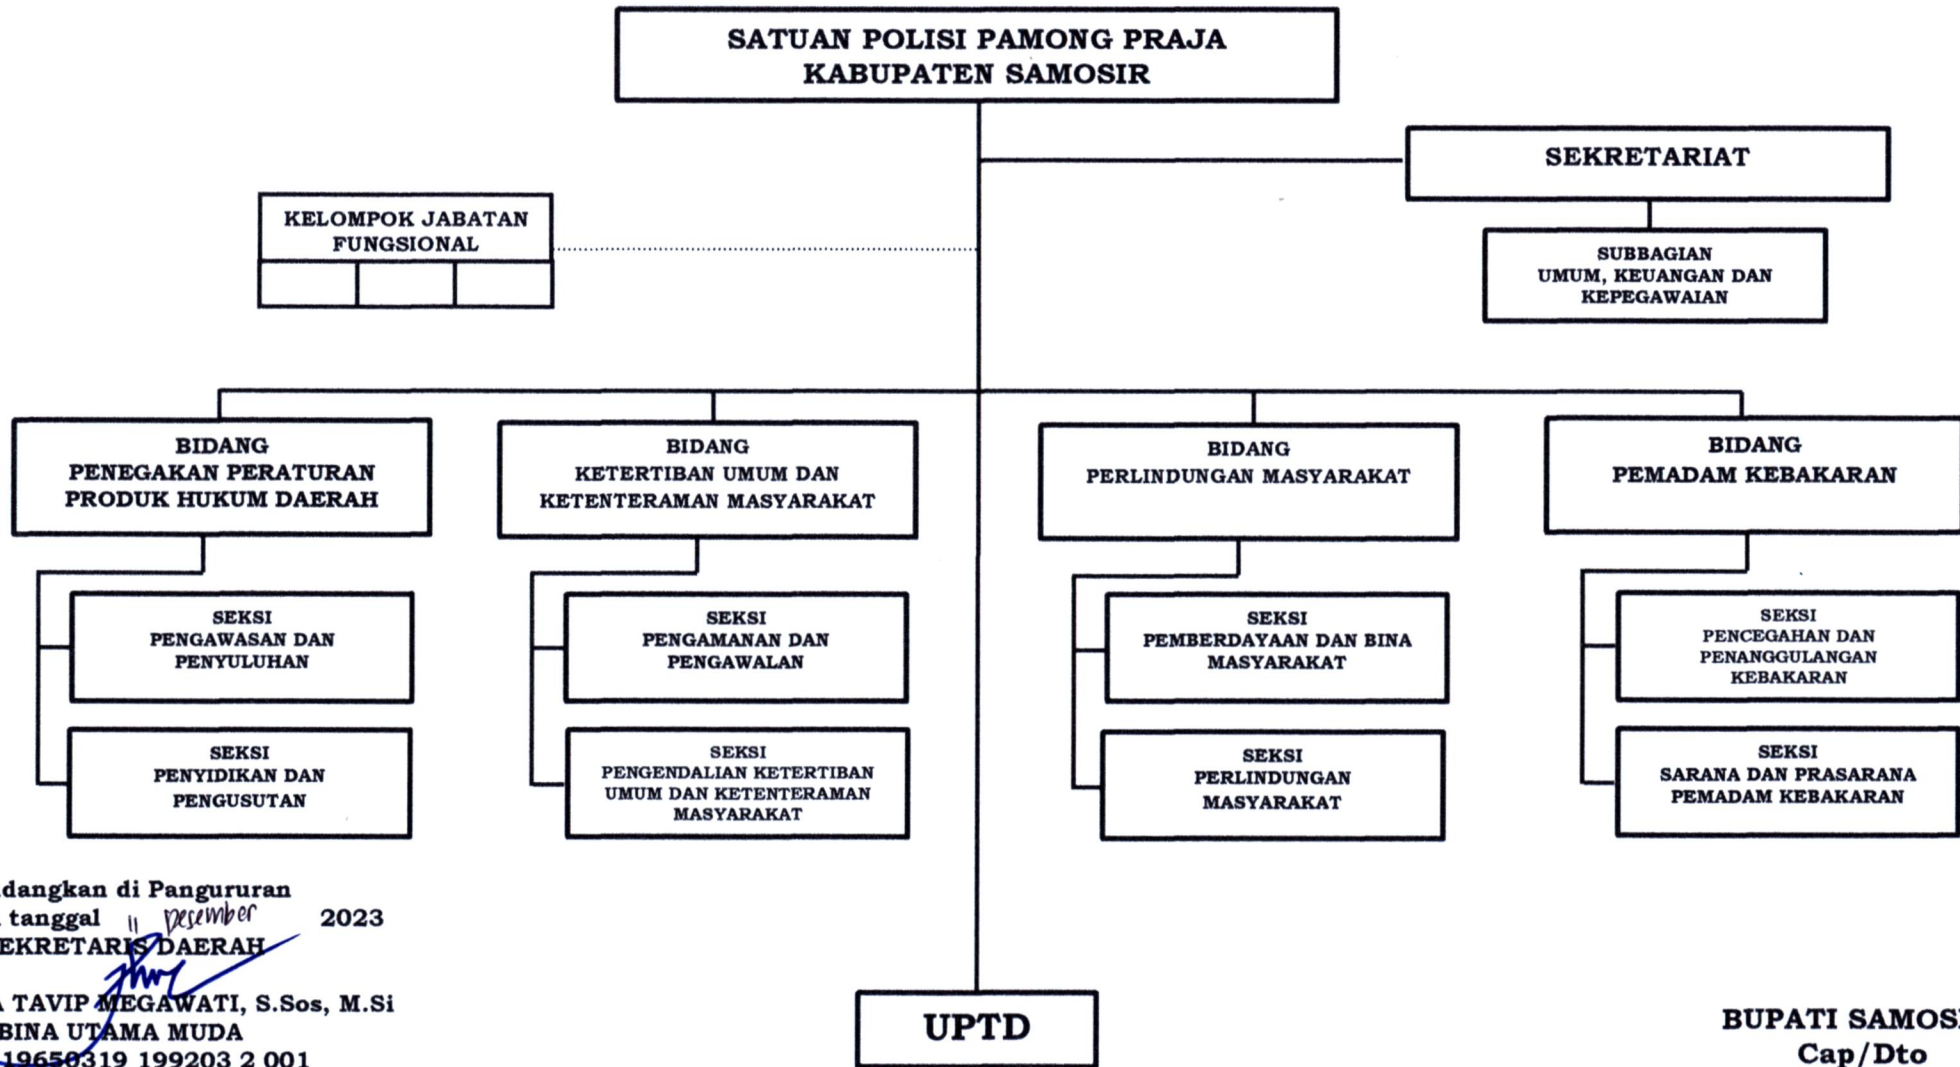 SATUAN POLISI PAMONG PRAJA
KABUPATEN SAMOSIR
SEKRETARIAT
KELOMPOK JABATAN
FUNGSIONAL
SUBBAGIAN
UMUM, KEUANGAN DAN
KEPEGAWAIAN
BIDANG
PENEGAKAN PERATURAN
PRODUK HUKUM DAERAH
BIDANG
KETERTIBAN UMUM DAN
KETENTERAMAN MASYARAKAT
BIDANG
PERLINDUNGAN MASYARAKAT
BIDANG
PEMADAM KEBAKARAN
SEKSI
PENGAWASAN DAN
PENYULUHAN
SEKSI
PENGAMANAN DAN
PENGAWALAN
SEKSI
PEMBERDAYAAN DAN BINA
MASYARAKAT
SEKSI
PENCEGAHAN DAN
PENANGGULANGAN
KEBAKARAN
SEKSI
PENYIDIKAN DAN
PENGUSUTAN
SEKSI
PENGENDALIAN KETERTIBAN
UMUM DAN KETENTERAMAN
MASYARAKAT
SEKSI
PERLINDUNGAN
MASYARAKAT
SEKSI
SARANA DAN PRASARANA
PEMADAM KEBAKARAN
dangkan di Pangururan
tanggal 11 Desember 2023
EKRETARIS DAERAH
A TAVIP MEGAWATI, S.Sos, M.Si
BINA UTAMA MUDA
19650319 199203 2 001
UPTD
BUPATI SAMOS
Cap/Dto